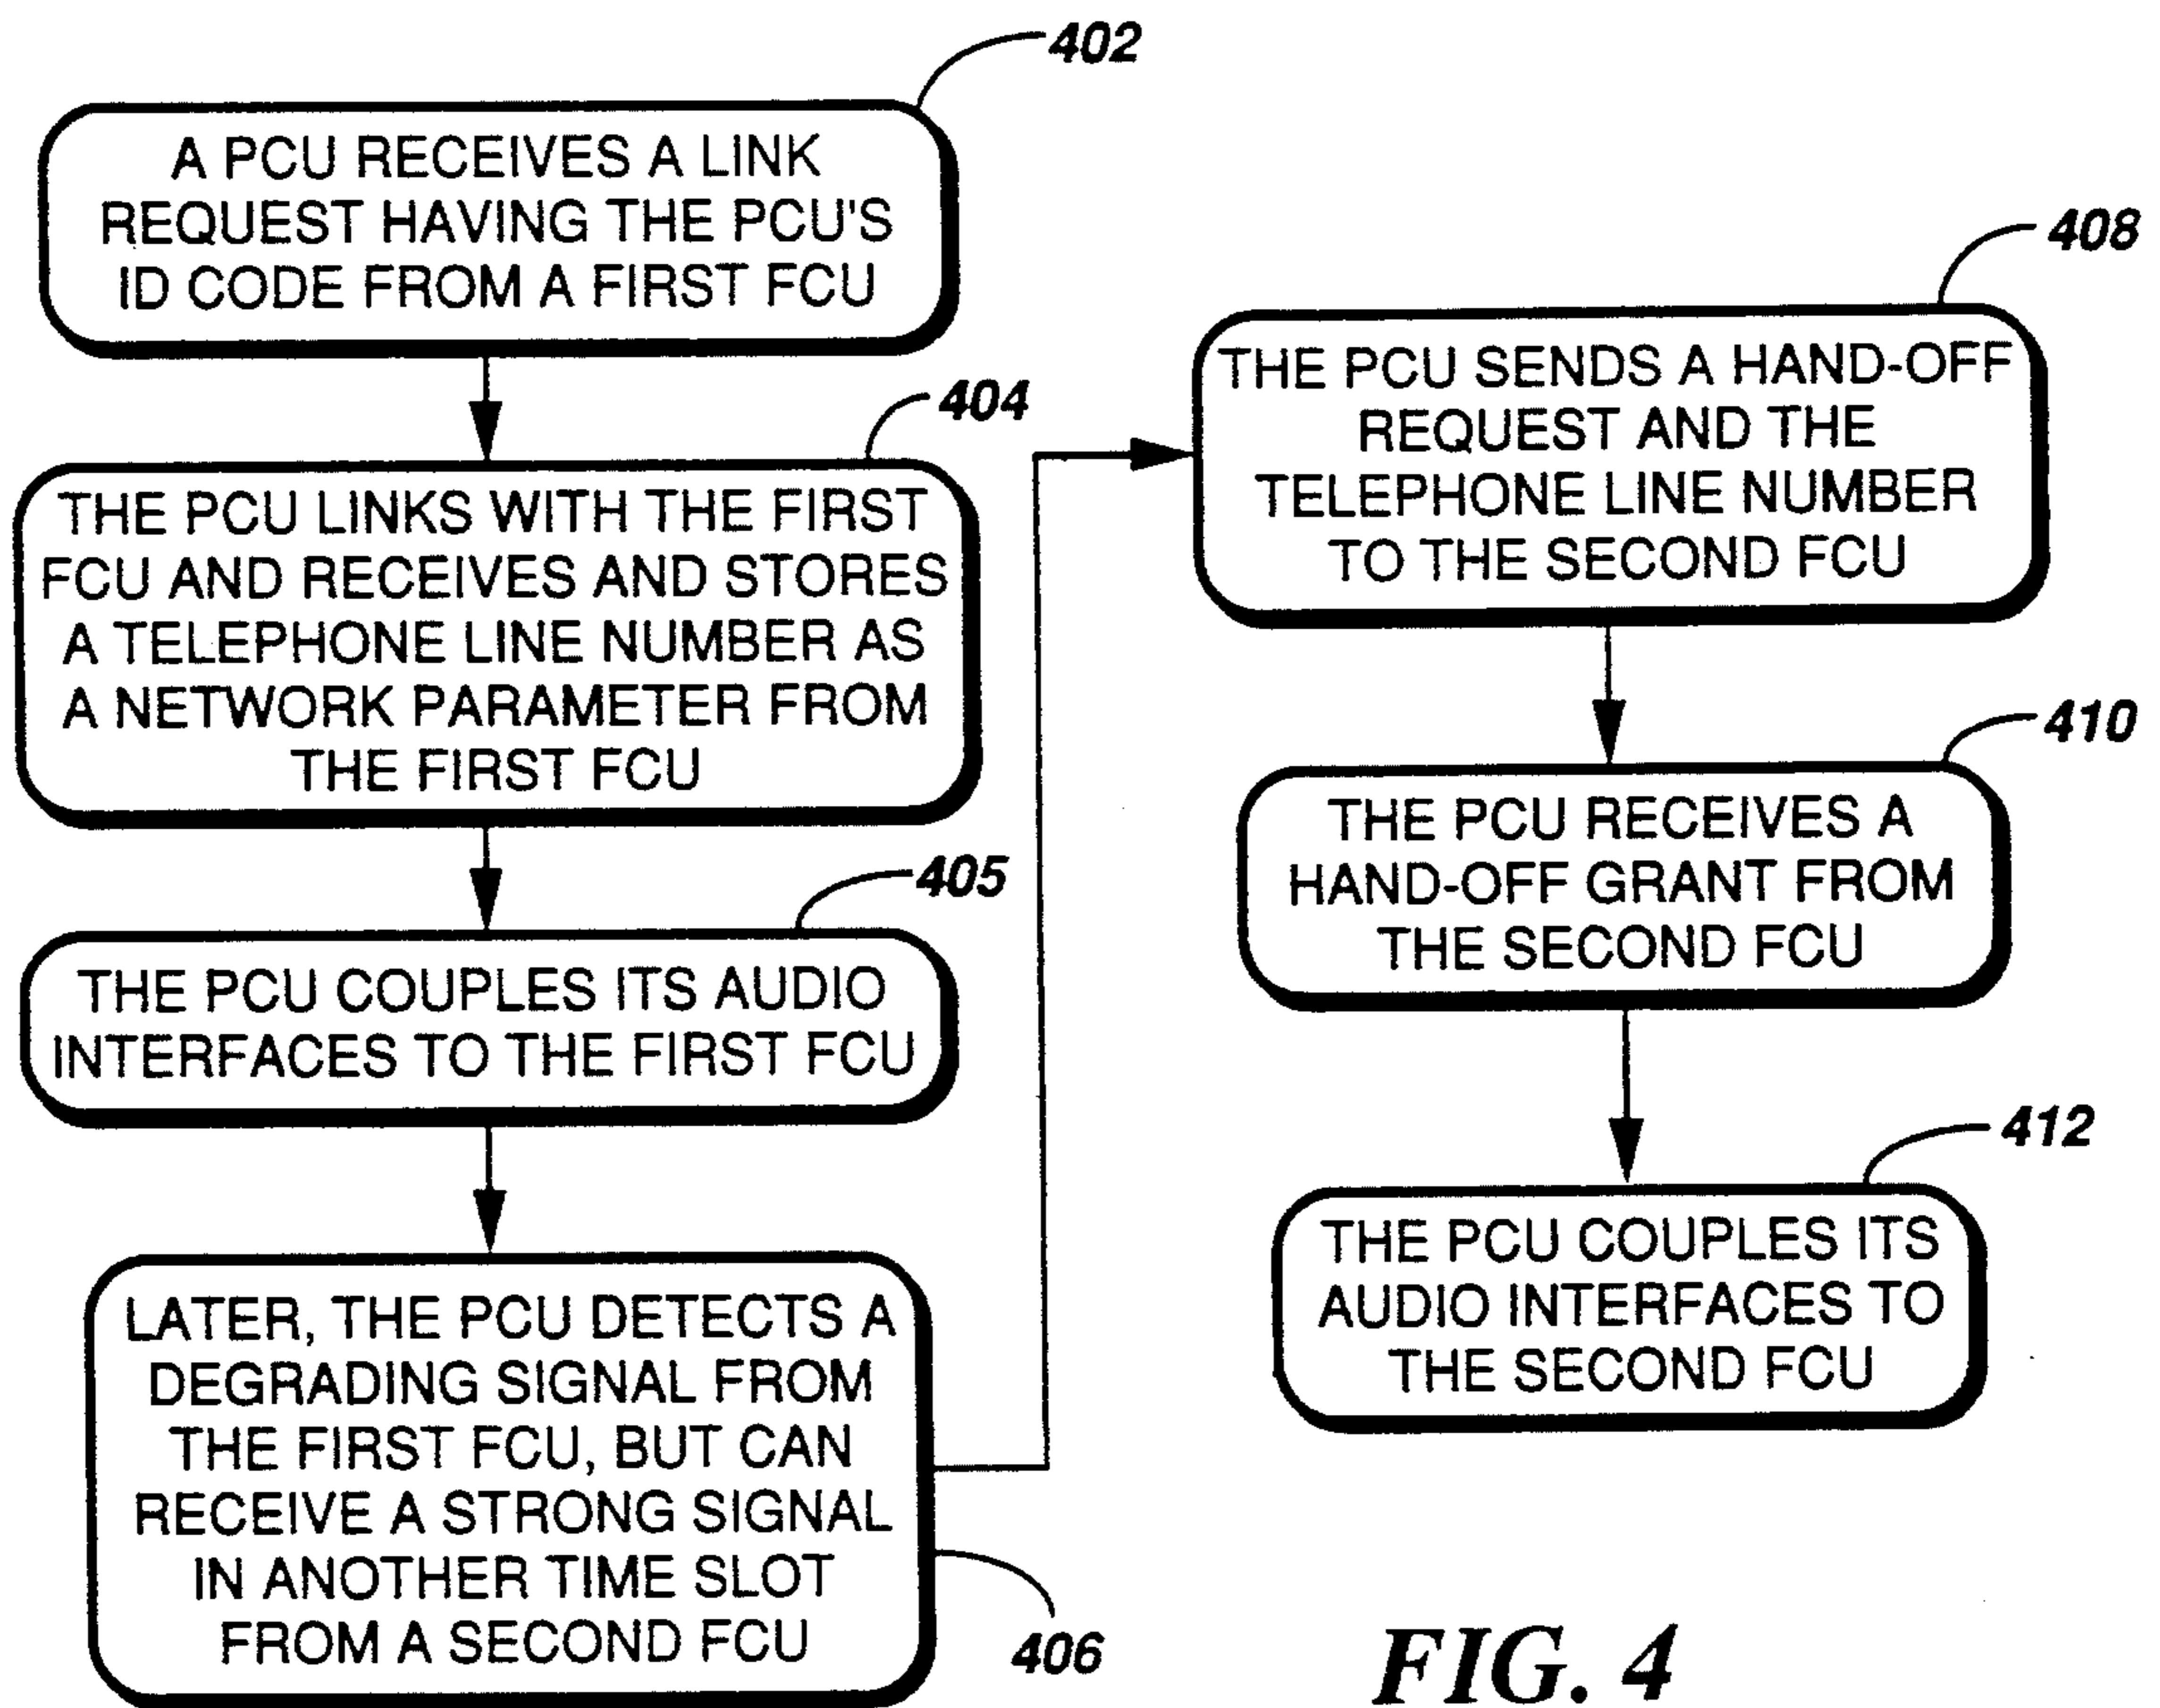 402
A PCU RECEIVES A LINK
REQUEST HAVING THE PCU'S
ID CODE FROM A FIRST FCU
404
THE PCU LINKS WITH THE FIRST
FCU AND RECEIVES AND STORES
A TELEPHONE LINE NUMBER AS
A NETWORK PARAMETER FROM
THE FIRST FCU
405
THE PCU COUPLES ITS AUDIO
INTERFACES TO THE FIRST FCU
LATER, THE PCU DETECTS A
DEGRADING SIGNAL FROM
THE FIRST FCU, BUT CAN
RECEIVE A STRONG SIGNAL
IN ANOTHER TIME SLOT
FROM A SECOND FCU
406
408
THE PCU SENDS A HAND-OFF
REQUEST AND THE
TELEPHONE LINE NUMBER
TO THE SECOND FCU
410
THE PCU RECEIVES A
HAND-OFF GRANT FROM
THE SECOND FCU
412
THE PCU COUPLES ITS
AUDIO INTERFACES TO
THE SECOND FCU
FIG. 4